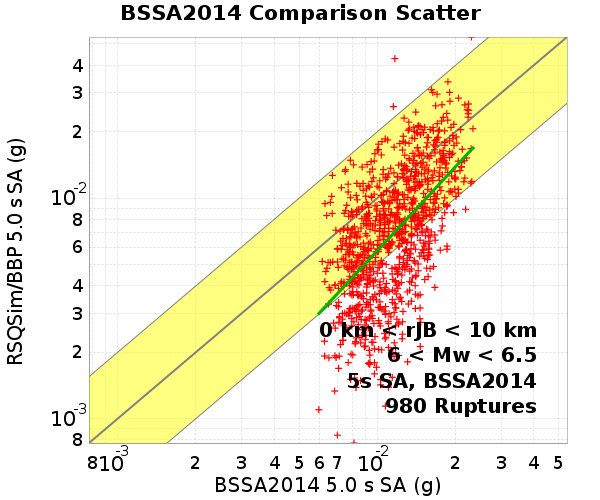 BSSA2014 Comparison Scatter
RSQSim/BBP 5.0 s SA (g)
4
3
2
10⁻²
8
6
4
3
2
10⁻³
8
0 km < rJB < 10 km
6 < Mw < 6.5
5s SA, BSSA2014
980 Ruptures
8 10⁻³ 2 3 4 5 6 7 10⁻² 2 3 4 5
BSSA2014 5.0 s SA (g)